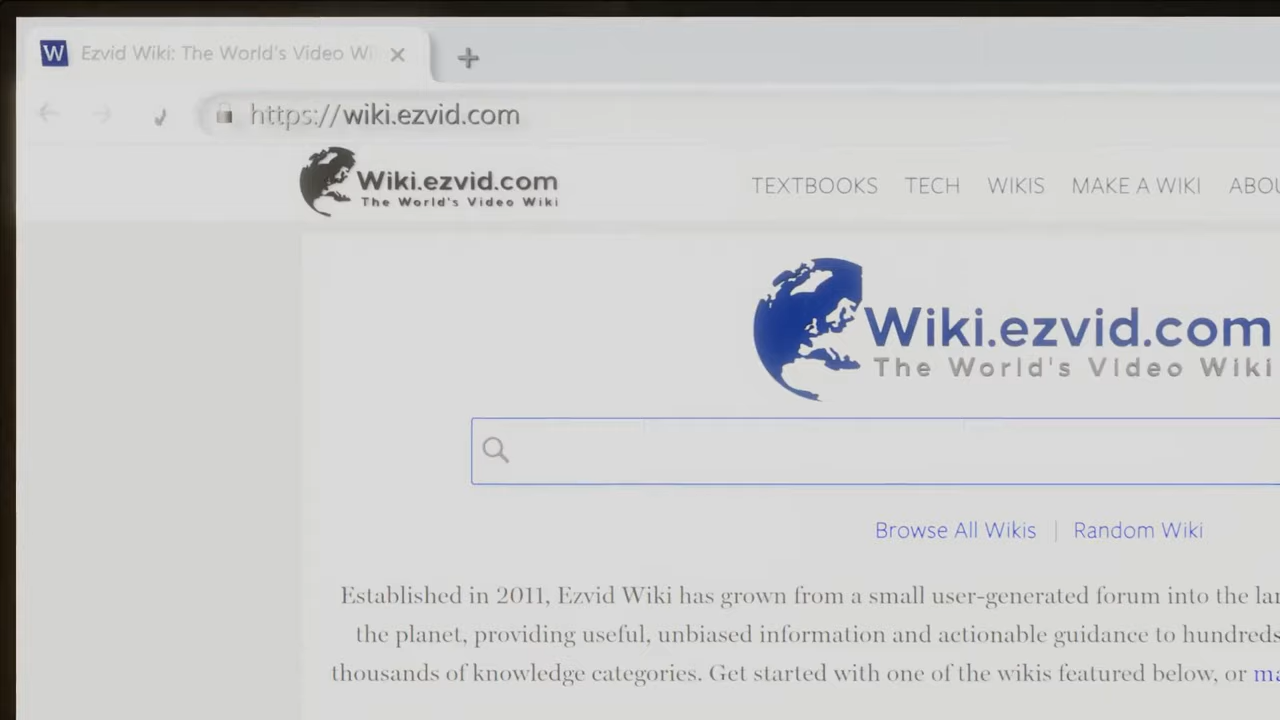 W Ezvid Wiki: The World's Video Wi
https://wiki.ezvid.com
Wiki.ezvid.com
The World's Video Wiki
TEXTBOOKS TECH WIKIS MAKE A WIKI ABOU
Wiki.ezvid.com
The World's Video Wiki
Browse All Wikis | Random Wiki
Established in 2011, Ezvid Wiki has grown from a small user-generated forum into the
the planet, providing useful, unbiased information and actionable guidance to hundreds
thousands of knowledge categories. Get started with one of the wikis featured below, or